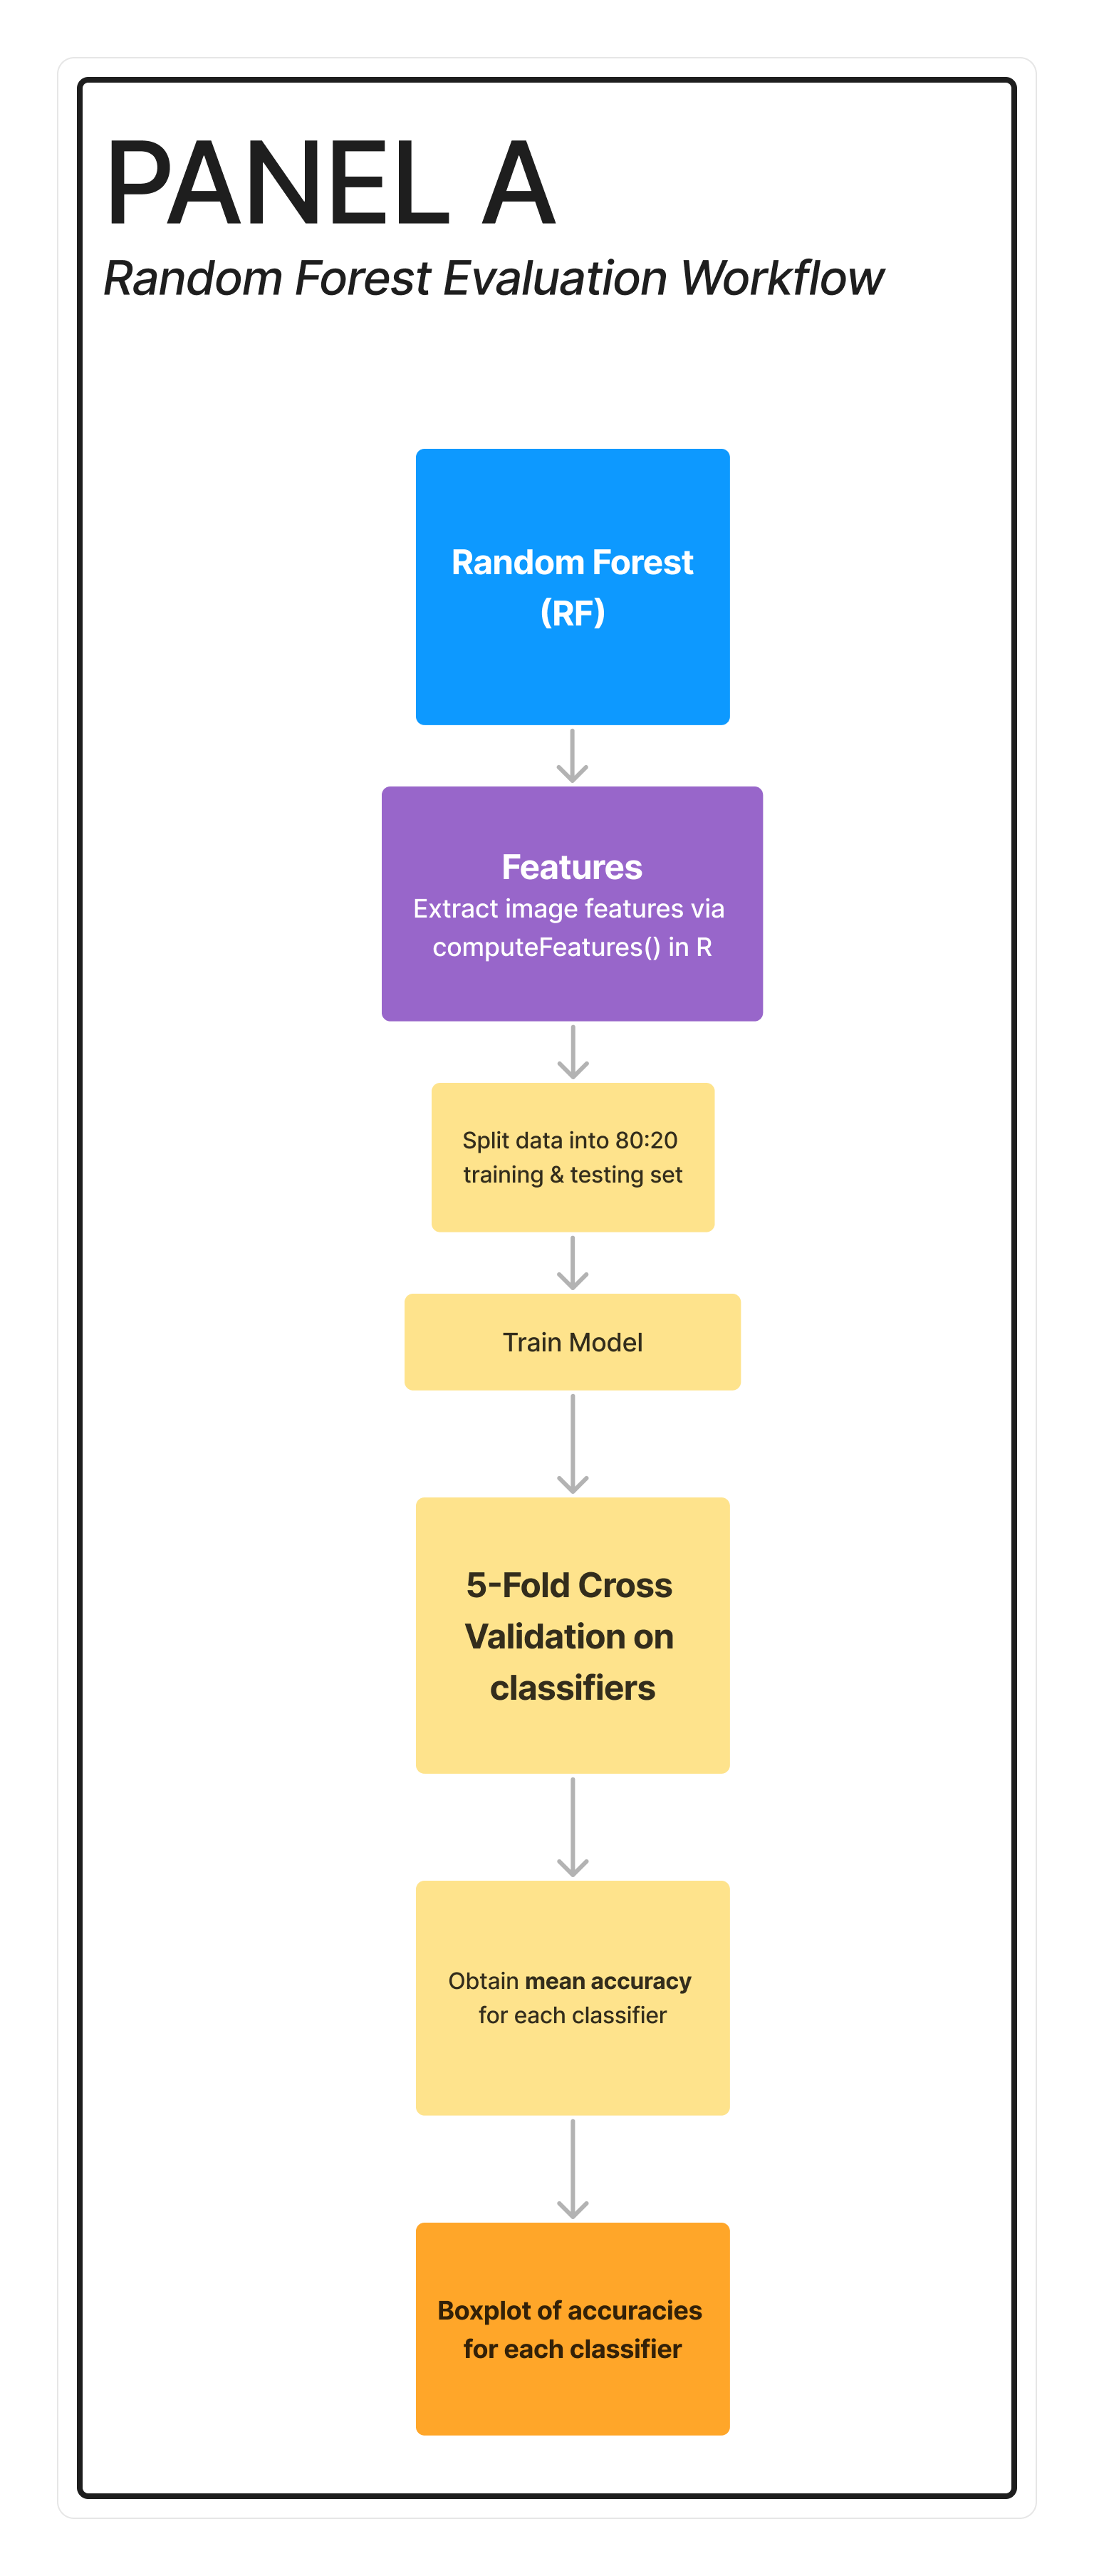 PANEL A
Random Forest Evaluation Workflow
Random Forest
(RF)
Features
Extract image features via
computeFeatures() in R
Split data into 80:20
training & testing set
Train Model
5-Fold Cross
Validation on
classifiers
Obtain mean accuracy
for each classifier
Boxplot of accuracies
for each classifier